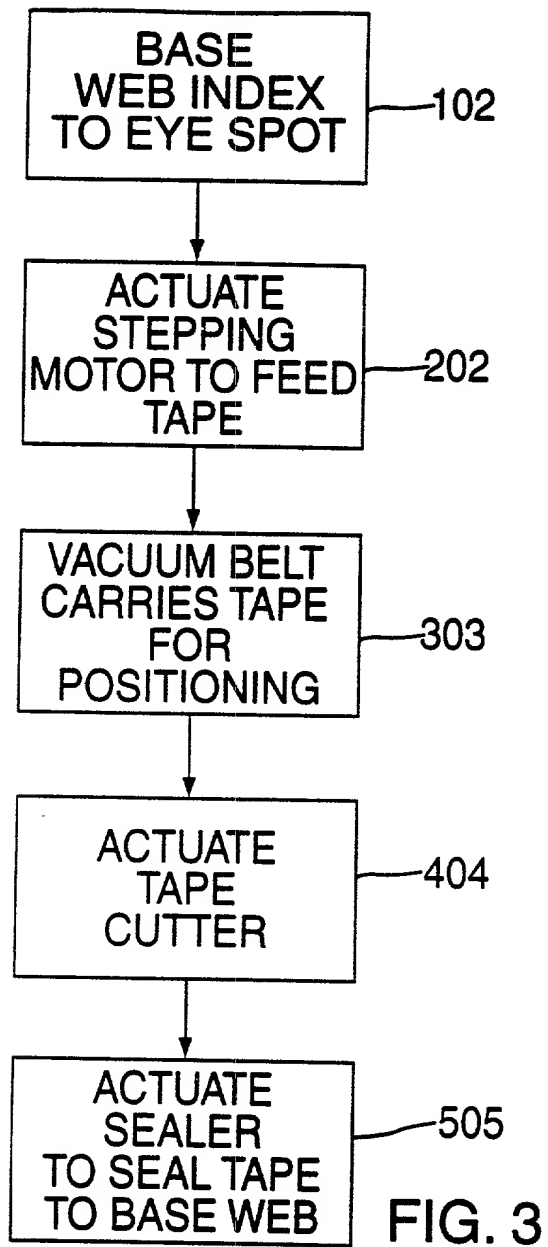 BASE
WEB INDEX
TO EYE SPOT
102
ACTUATE
STEPPING
MOTOR TO FEED
TAPE
202
VACUUM BELT
CARRIES TAPE
FOR
POSITIONING
303
ACTUATE
TAPE
CUTTER
404
ACTUATE
SEALER
TO SEAL TAPE
TO BASE WEB
505
FIG. 3